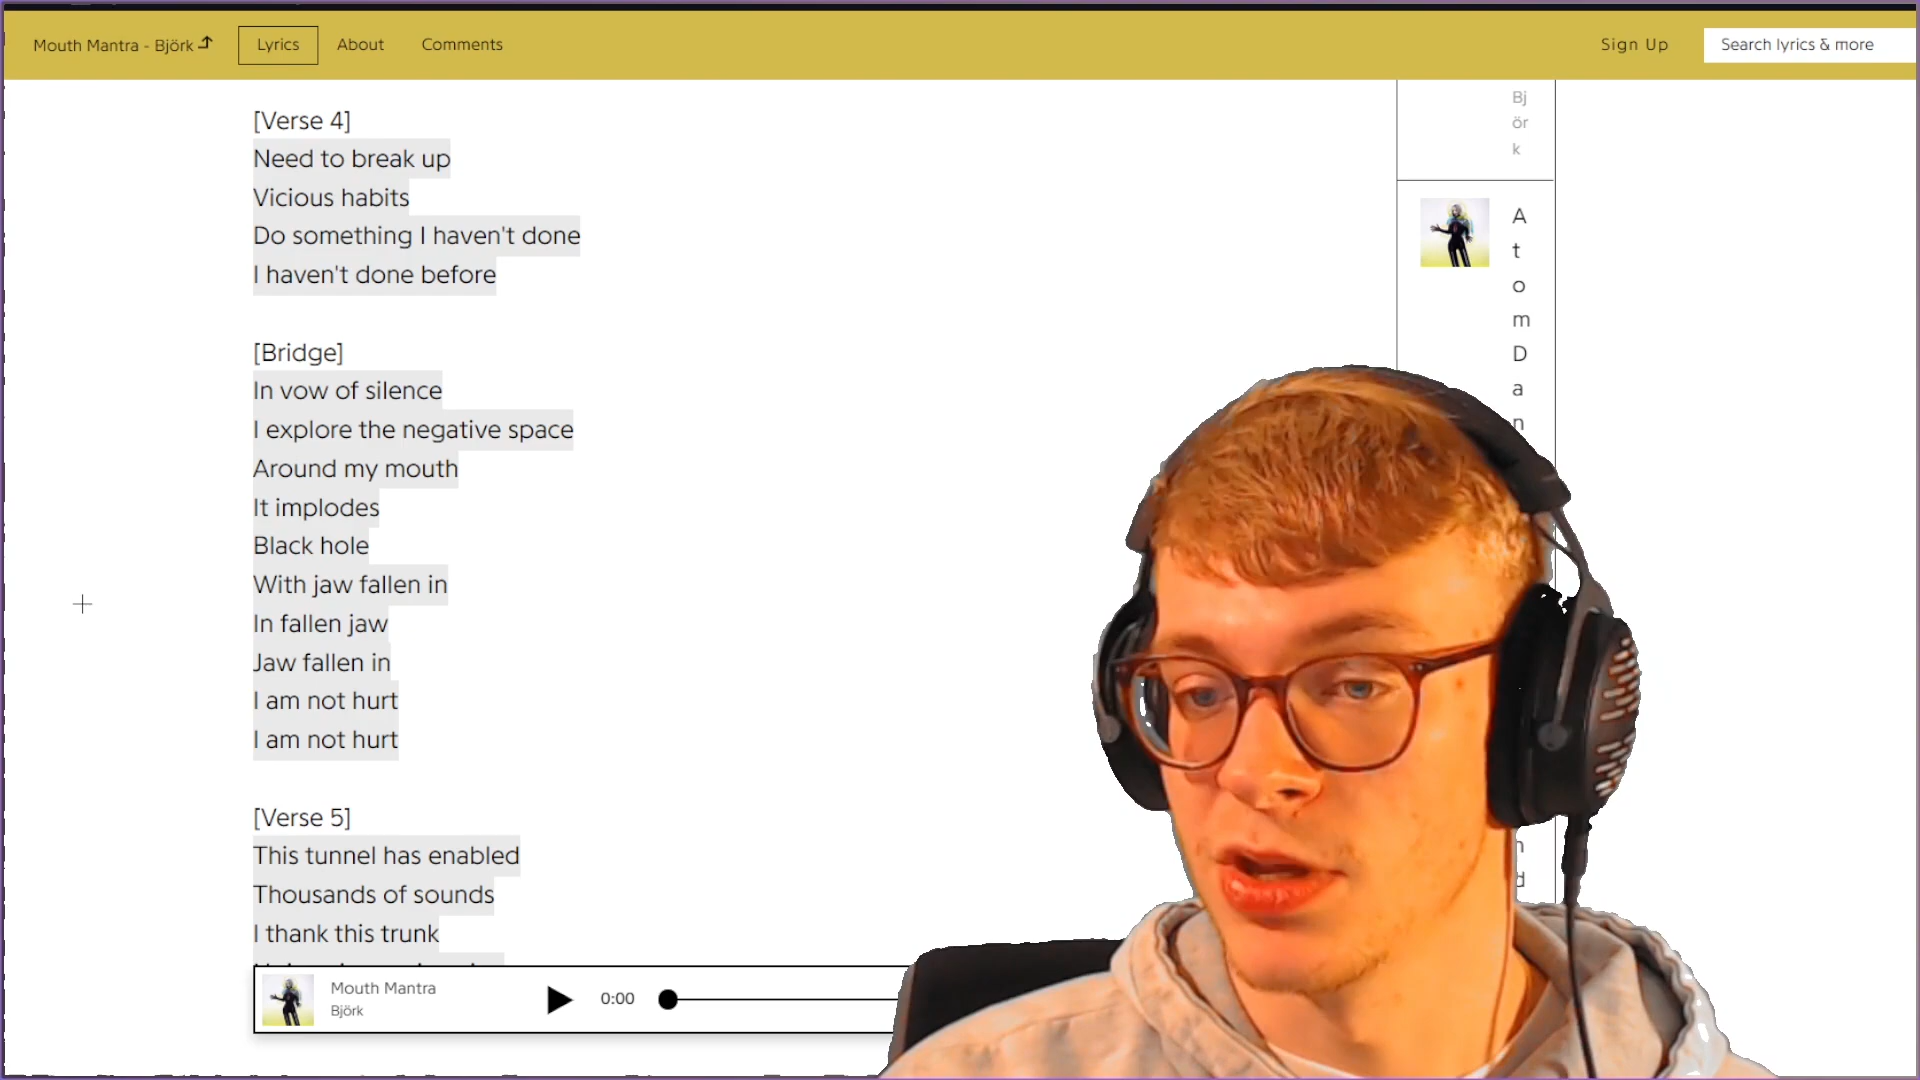 Mouth Mantra - Björk
Lyrics
About
Comments
Sign Up
Search lyrics & more
[Verse 4]
Need to break up
Vicious habits
Do something I haven't done
I haven't done before
[Bridge]
In vow of silence
I explore the negative space
Around my mouth
It implodes
Black hole
With jaw fallen in
In fallen jaw
Jaw fallen in
I am not hurt
I am not hurt
[Verse 5]
This tunnel has enabled
Thousands of sounds
I thank this trunk
Mouth Mantra
Björk
0:00
Bj
ör
k
A
t
o
m
D
a
n